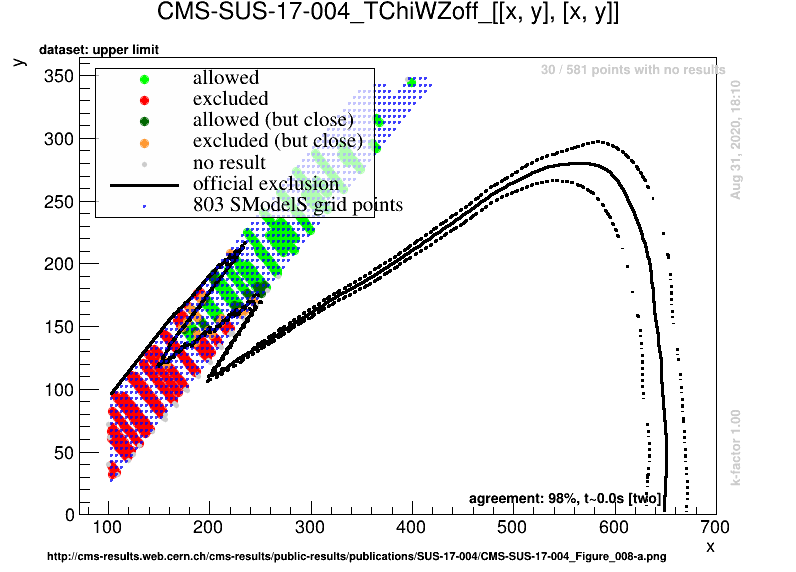 CMS-SUS-17-004_TChiWZoff_[[x, y], [x, y]]
dataset: upper limit
y
30 / 581 points with no results
allowed
excluded
allowed (but close)
excluded (but close)
no result
official exclusion
803 SModelS grid points
350
300
250
200
150
100
50
0
Aug 31, 2020, 18:10
k-factor 1.00
agreement: 98%, t~0.0s [two]
100 200 300 400 500 600 700
x
http://cms-results.web.cern.ch/cms-results/public-results/publications/SUS-17-004/CMS-SUS-17-004_Figure_008-a.png